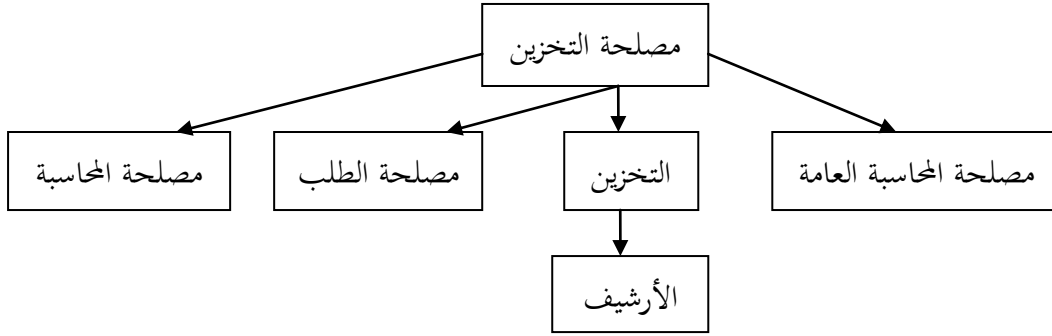 مصلحة التخزين
مصلحة المحاسبة العامة
التخزين
مصلحة الطلب
مصلحة المحاسبة
الأرشيف